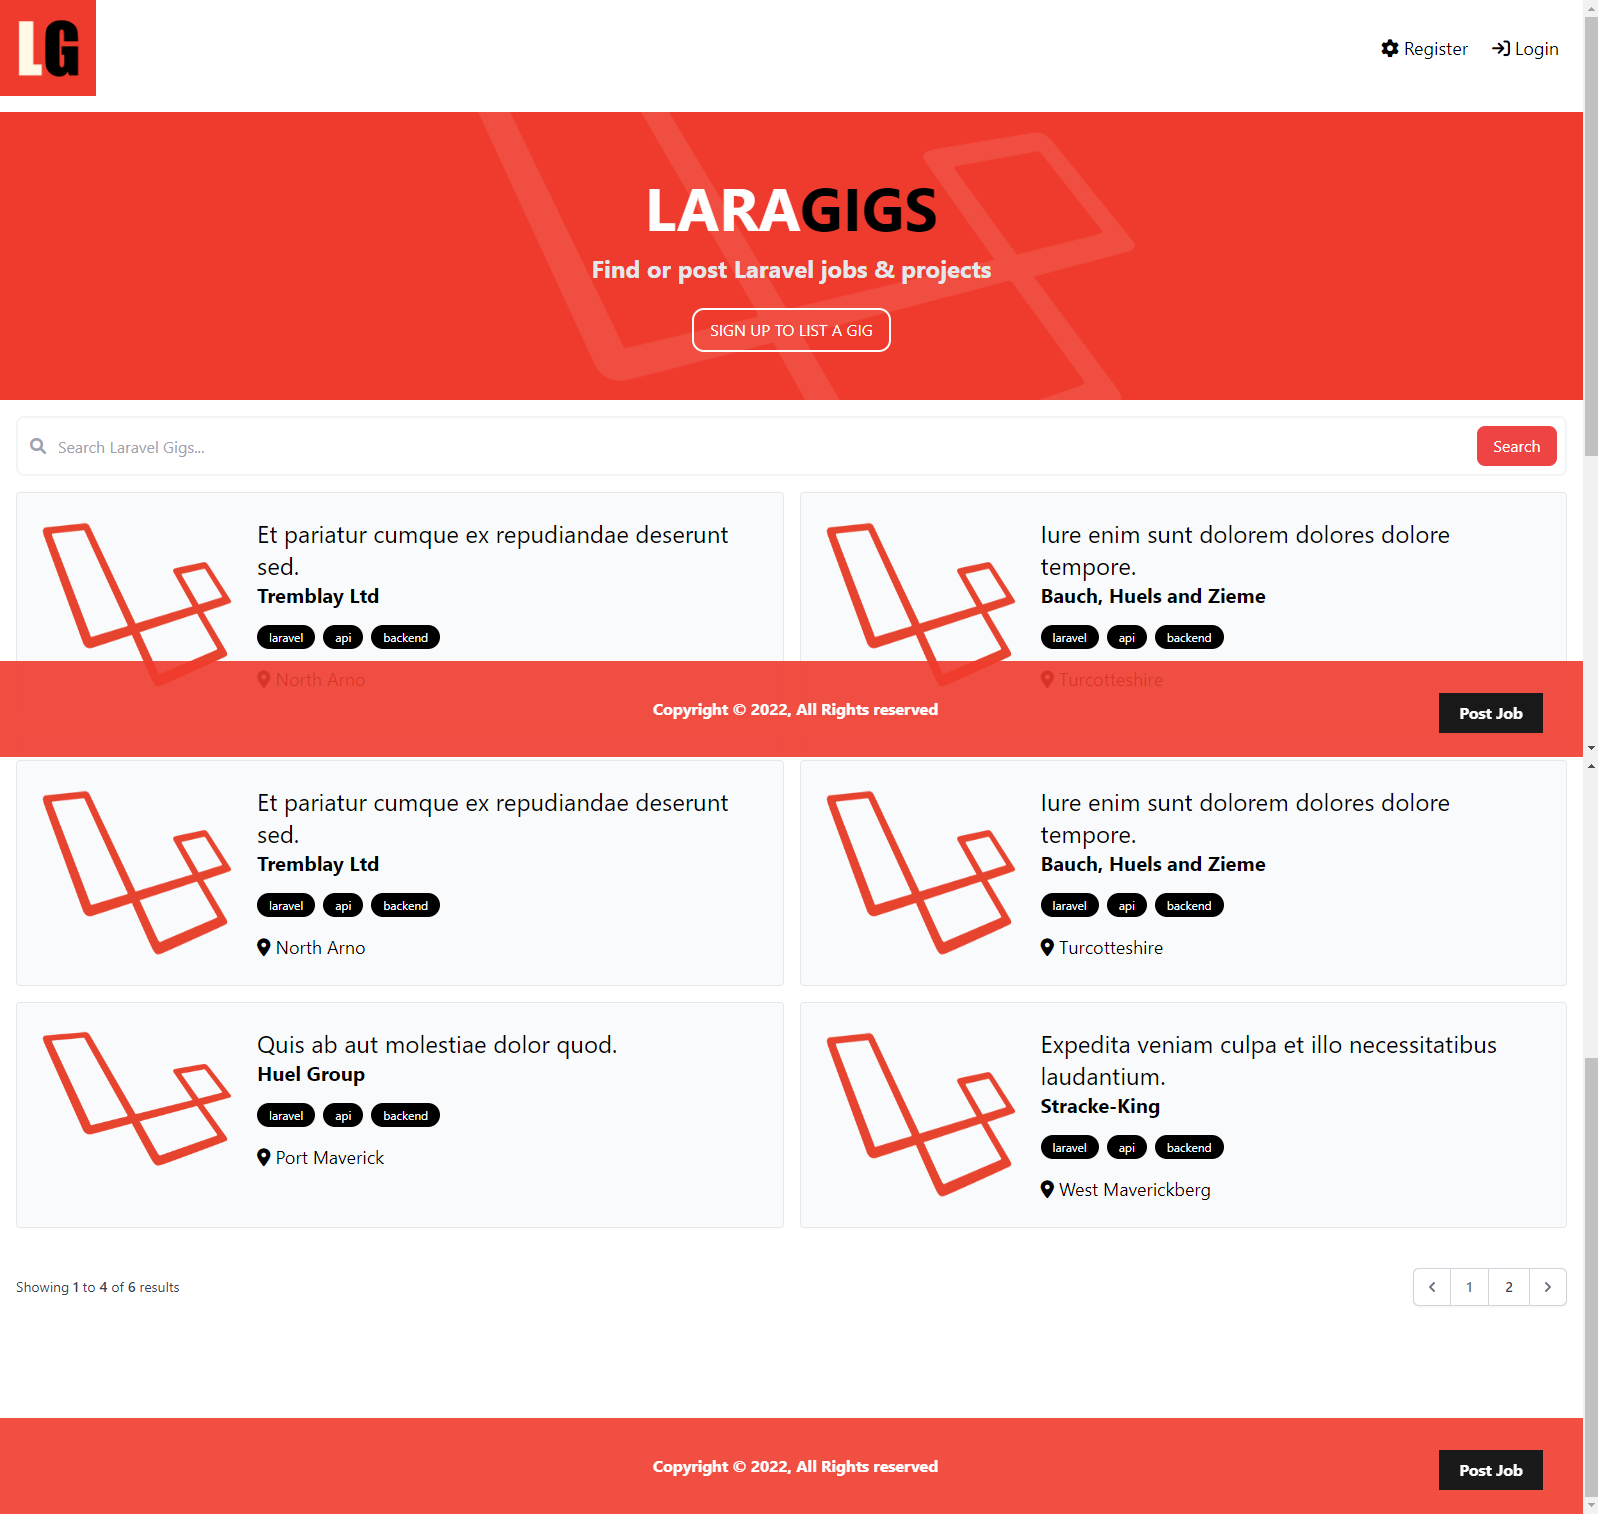 LG
Register
Login
LARAGIGS
Find or post Laravel jobs & projects
SIGN UP TO LIST A GIG
Search Laravel Gigs...
Search
Et pariatur cumque ex repudiandae deserunt
sed.
Tremblay Ltd
laravel api backend
North Arno
Iure enim sunt dolorem dolores dolore
tempore.
Bauch, Huels and Zieme
laravel api backend
Turcotteshire
Copyright © 2022, All Rights reserved
Post Job
Et pariatur cumque ex repudiandae deserunt
sed.
Tremblay Ltd
laravel api backend
North Arno
Iure enim sunt dolorem dolores dolore
tempore.
Bauch, Huels and Zieme
laravel api backend
Turcotteshire
Quis ab aut molestiae dolor quod.
Huel Group
laravel api backend
Port Maverick
Expedita veniam culpa et illo necessitatibus
laudantium.
Stracke-King
laravel api backend
West Maverickberg
Showing 1 to 4 of 6 results
1 2
Copyright © 2022, All Rights reserved
Post Job